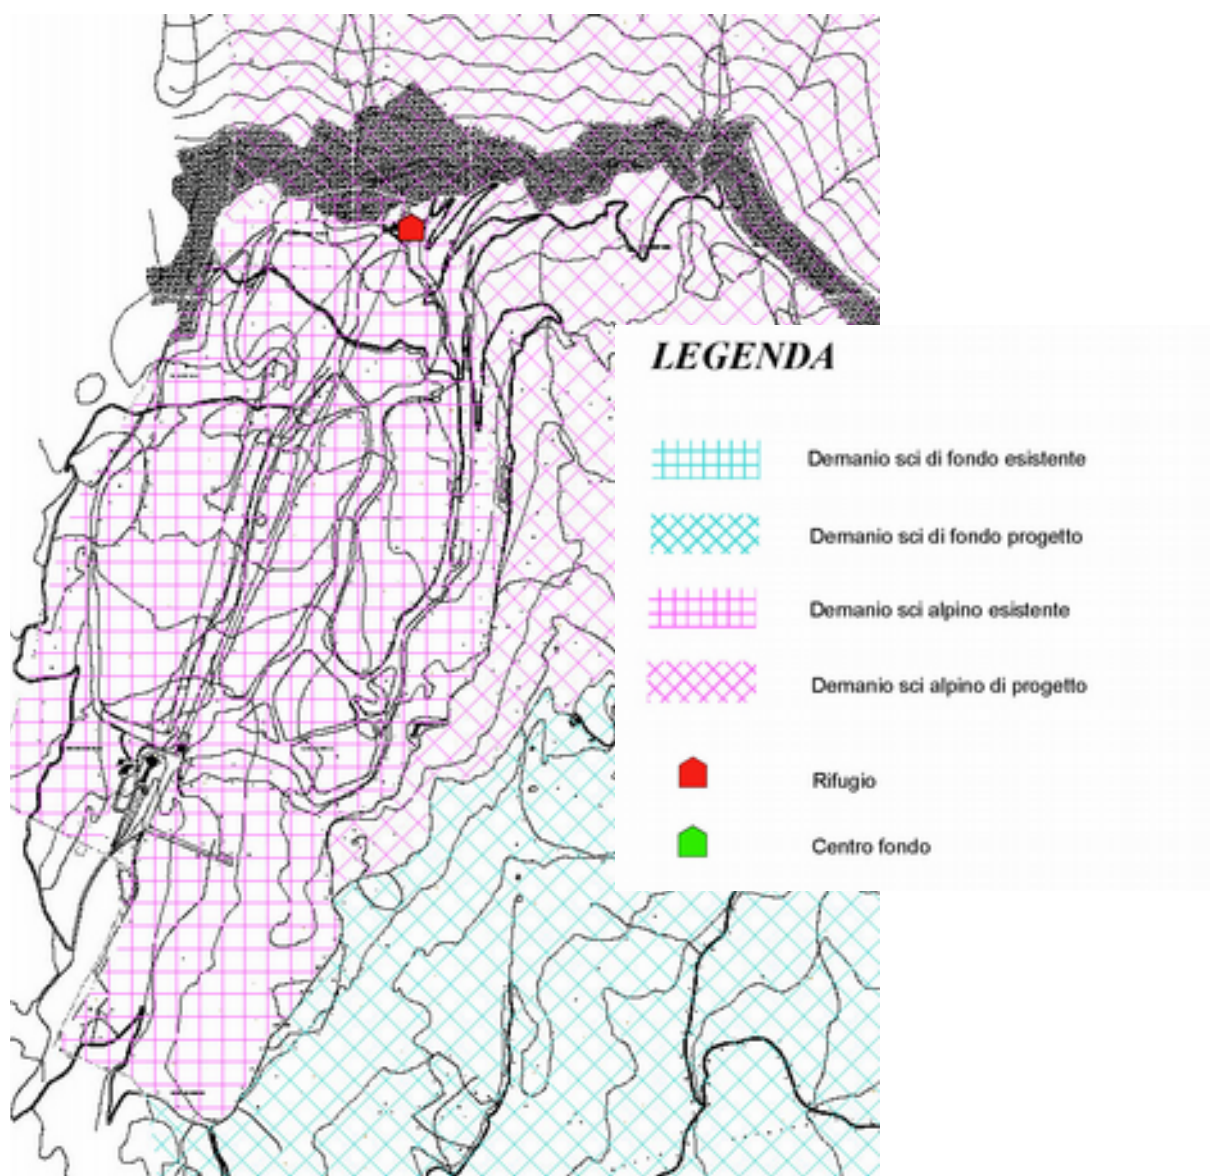 LEGENDA
Demanio sci di fondo esistente
Demanio sci di fondo progetto
Demanio sci alpino esistente
Demanio sci alpino di progetto
Rifugio
Centro fondo